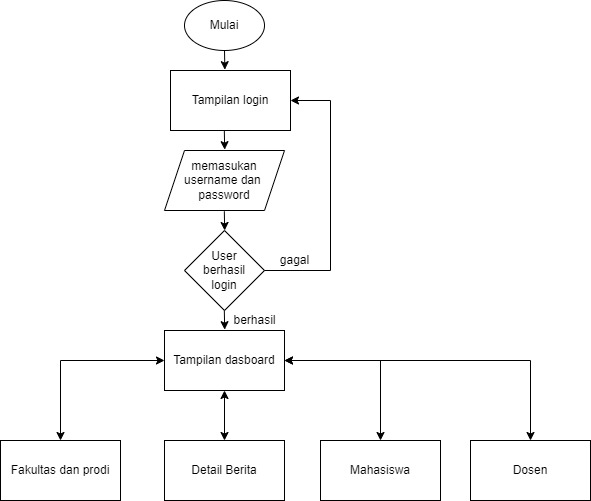 Mulai
Tampilan login
memasukan
username dan
password
User
berhasil
login
gagal
berhasil
Tampilan dasboard
Fakultas dan prodi
Detail Berita
Mahasiswa
Dosen